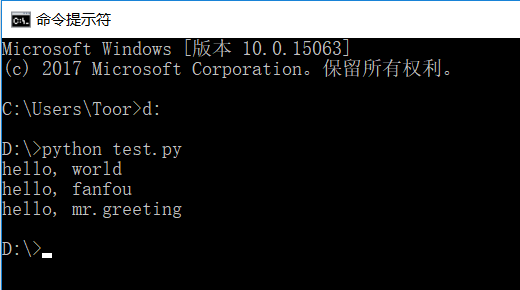 命令提示符
Microsoft Windows [版本 10.0.15063]
(c) 2017 Microsoft Corporation。保留所有权利。
C:\Users\Toor>d:
D:\>python test.py
hello, world
hello, fanfou
hello, mr.greeting
D:\>